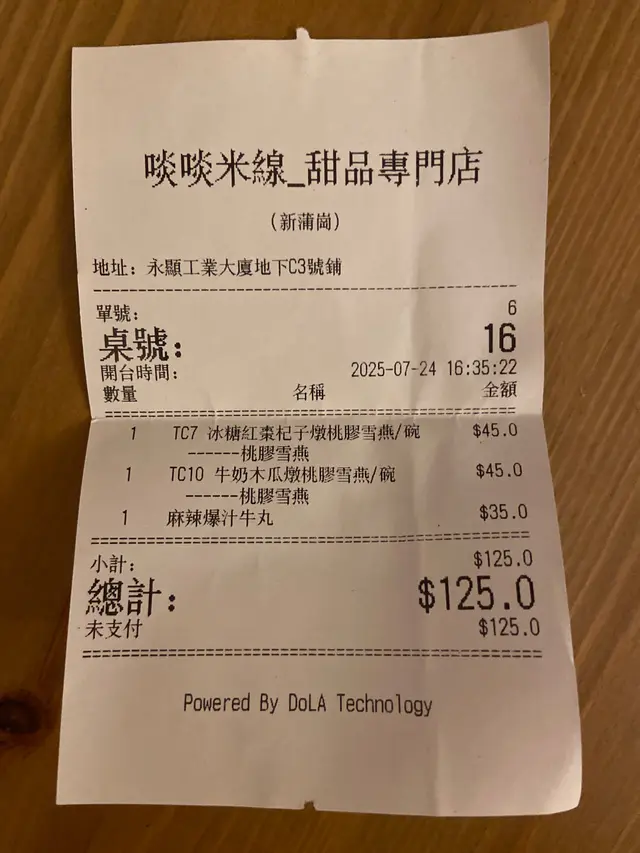 啖啖米線_甜品專門店
(新蒲崗)
地址: 永顯工業大廈地下C3號鋪
單號: 6
桌號: 16
開台時間: 2025-07-24 16:35:22
數量 名稱 金額
1 TC7 冰糖紅棗杞子燉桃膠雪燕/碗 $45.0
------桃膠雪燕
1 TC10 牛奶木瓜燉桃膠雪燕/碗 $45.0
------桃膠雪燕
1 麻辣爆汁牛丸 $35.0
小計: $125.0
總計: $125.0
未支付 $125.0
Powered By DoLA Technology